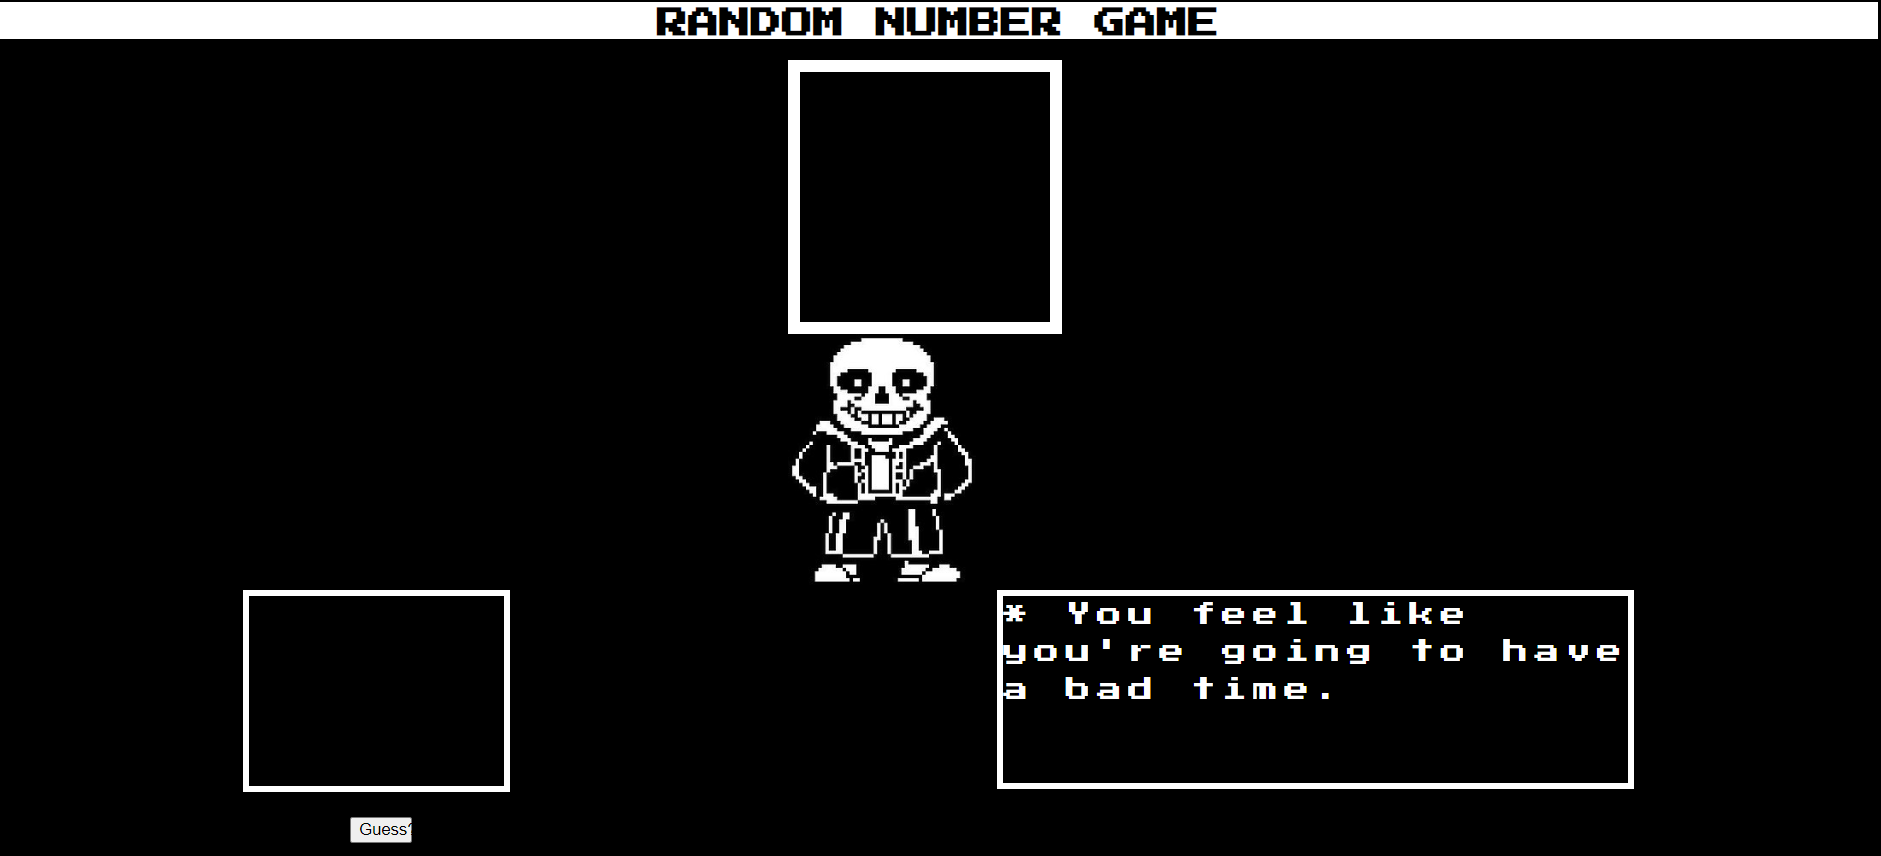 RANDOM NUMBER GAME
* You feel like
you're going to have
a bad time.
Guess?